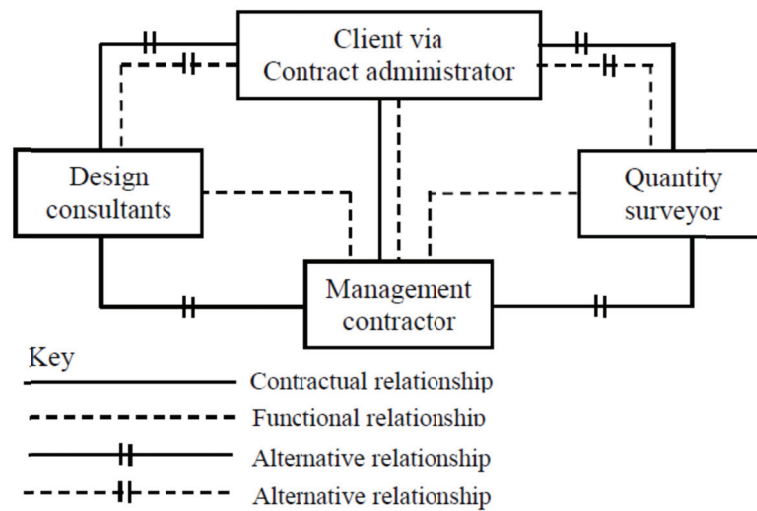 Client via
Contract administrator
Design
consultants
Quantity
surveyor
Management
contractor
Key
Contractual relationship
Functional relationship
Alternative relationship
Alternative relationship